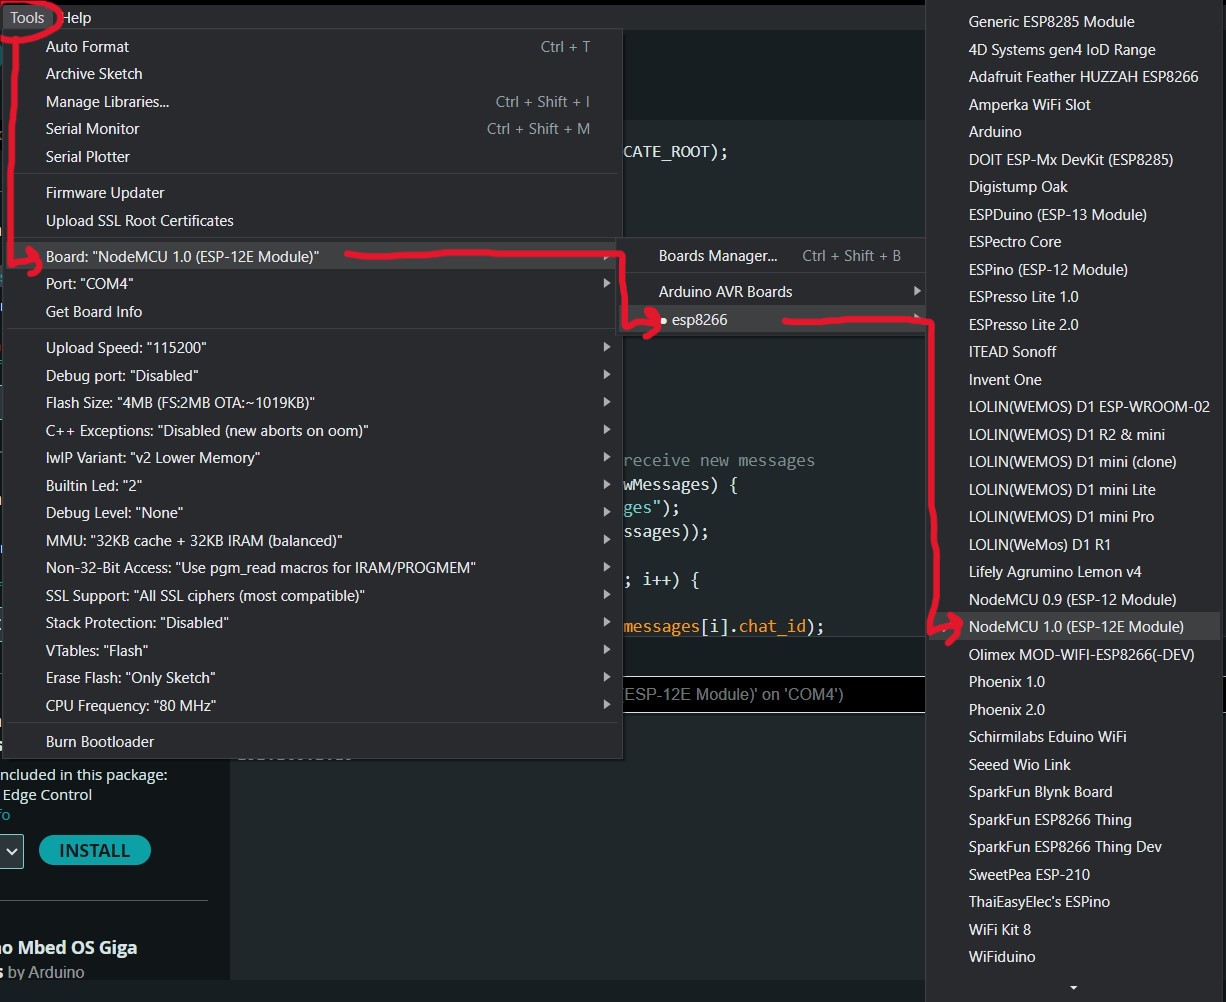 Tools Help
Auto Format Ctrl + T
Archive Sketch
Manage Libraries... Ctrl + Shift + I
Serial Monitor Ctrl + Shift + M
Serial Plotter
Firmware Updater
Upload SSL Root Certificates
Board: "NodeMCU 1.0 (ESP-12E Module)"
Port: "COM4"
Get Board Info
Upload Speed: "115200"
Debug port: "Disabled"
Flash Size: "4MB (FS:2MB OTA:~1019KB)"
C++ Exceptions: "Disabled (new aborts on oom)"
lwIP Variant: "v2 Lower Memory"
Builtin Led: "2"
Debug Level: "None"
MMU: "32KB cache + 32KB IRAM (balanced)"
Non-32-Bit Access: "Use pgm_read macros for IRAM/PROGMEM"
SSL Support: "All SSL ciphers (most compatible)"
Stack Protection: "Disabled"
VTables: "Flash"
Erase Flash: "Only Sketch"
CPU Frequency: "80 MHz"
Burn Bootloader
Boards Manager... Ctrl + Shift + B
Arduino AVR Boards
esp8266
Generic ESP8285 Module
4D Systems gen4 IoD Range
Adafruit Feather HUZZAH ESP8266
Amperka WiFi Slot
Arduino
DOIT ESP-Mx DevKit (ESP8285)
Digistump Oak
ESPDuino (ESP-13 Module)
ESPectro Core
ESPino (ESP-12 Module)
ESPresso Lite 1.0
ESPresso Lite 2.0
ITEAD Sonoff
Invent One
LOLIN(WEMOS) D1 ESP-WROOM-02
LOLIN(WEMOS) D1 R2 & mini
LOLIN(WEMOS) D1 mini (clone)
LOLIN(WEMOS) D1 mini Lite
LOLIN(WEMOS) D1 mini Pro
LOLIN(WeMos) D1 R1
Lifely Agrumino Lemon v4
NodeMCU 0.9 (ESP-12 Module)
NodeMCU 1.0 (ESP-12E Module)
Olimex MOD-WIFI-ESP8266(-DEV)
Phoenix 1.0
Phoenix 2.0
Schirmilabs Eduino WiFi
Seeed Wio Link
SparkFun Blynk Board
SparkFun ESP8266 Thing
SparkFun ESP8266 Thing Dev
SweetPea ESP-210
ThaiEasyElec's ESPino
WiFi Kit 8
WiFiduino
CATE_ROOT);
receive new messages
wMessages) {
ges");
ssages));
; i++) {
messages[i].chat_id);
(ESP-12E Module)' on 'COM4')
ncluded in this package:
Edge Control
fo
INSTALL
no Mbed OS Giga
s by Arduino